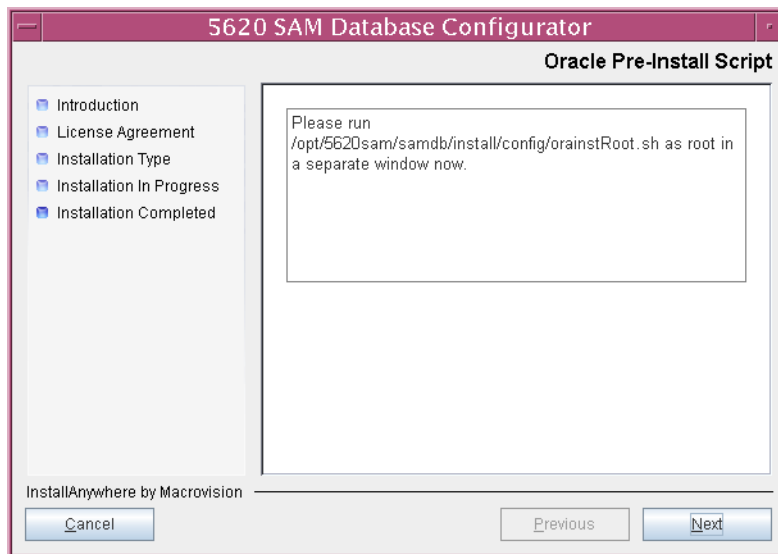 5620 SAM Database Configurator
Oracle Pre-Install Script
Introduction
License Agreement
Installation Type
Installation In Progress
Installation Completed
Please run
/opt/5620sam/samdb/install/config/orainstRoot.sh as root in
a separate window now.
InstallAnywhere by Macrovision
Cancel
Previous
Next